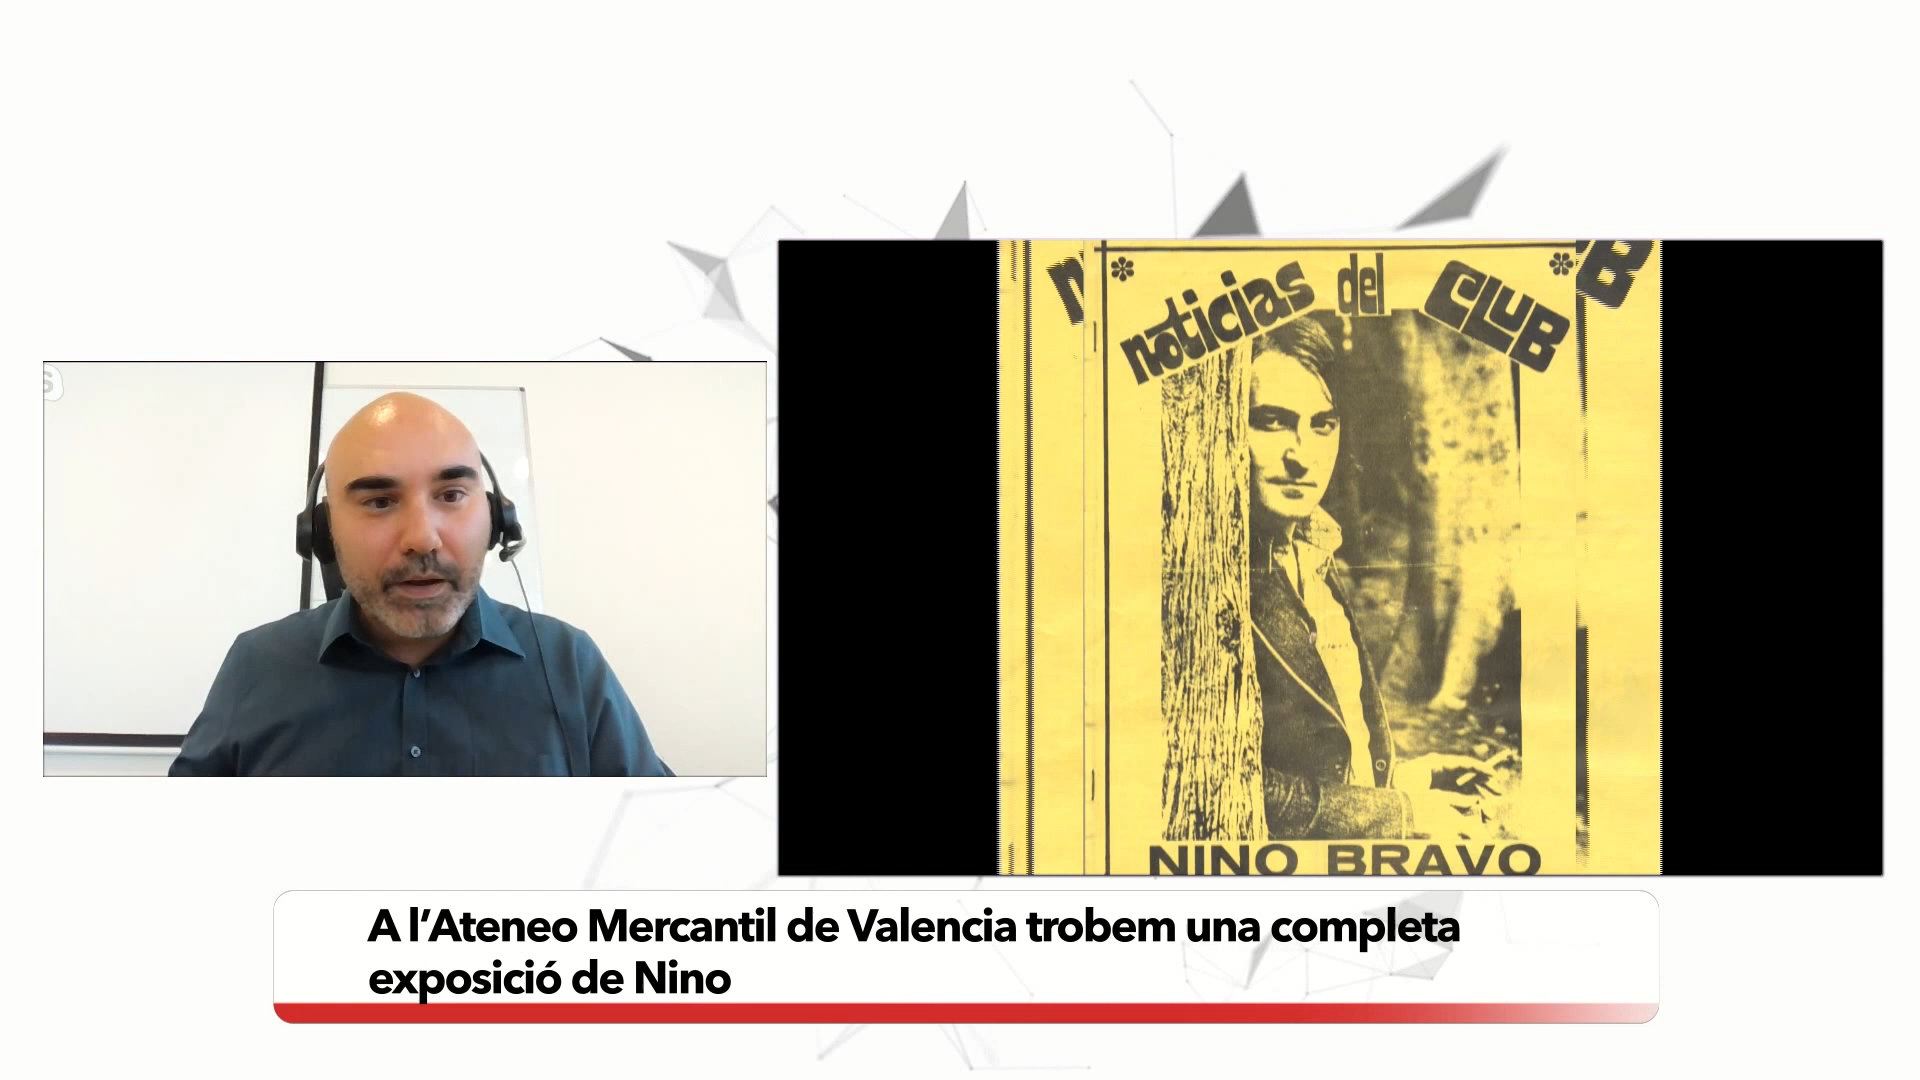 noticias del CLUB
NINO BRAVO
A l’Ateneo Mercantil de Valencia trobem una completa
exposició de Nino